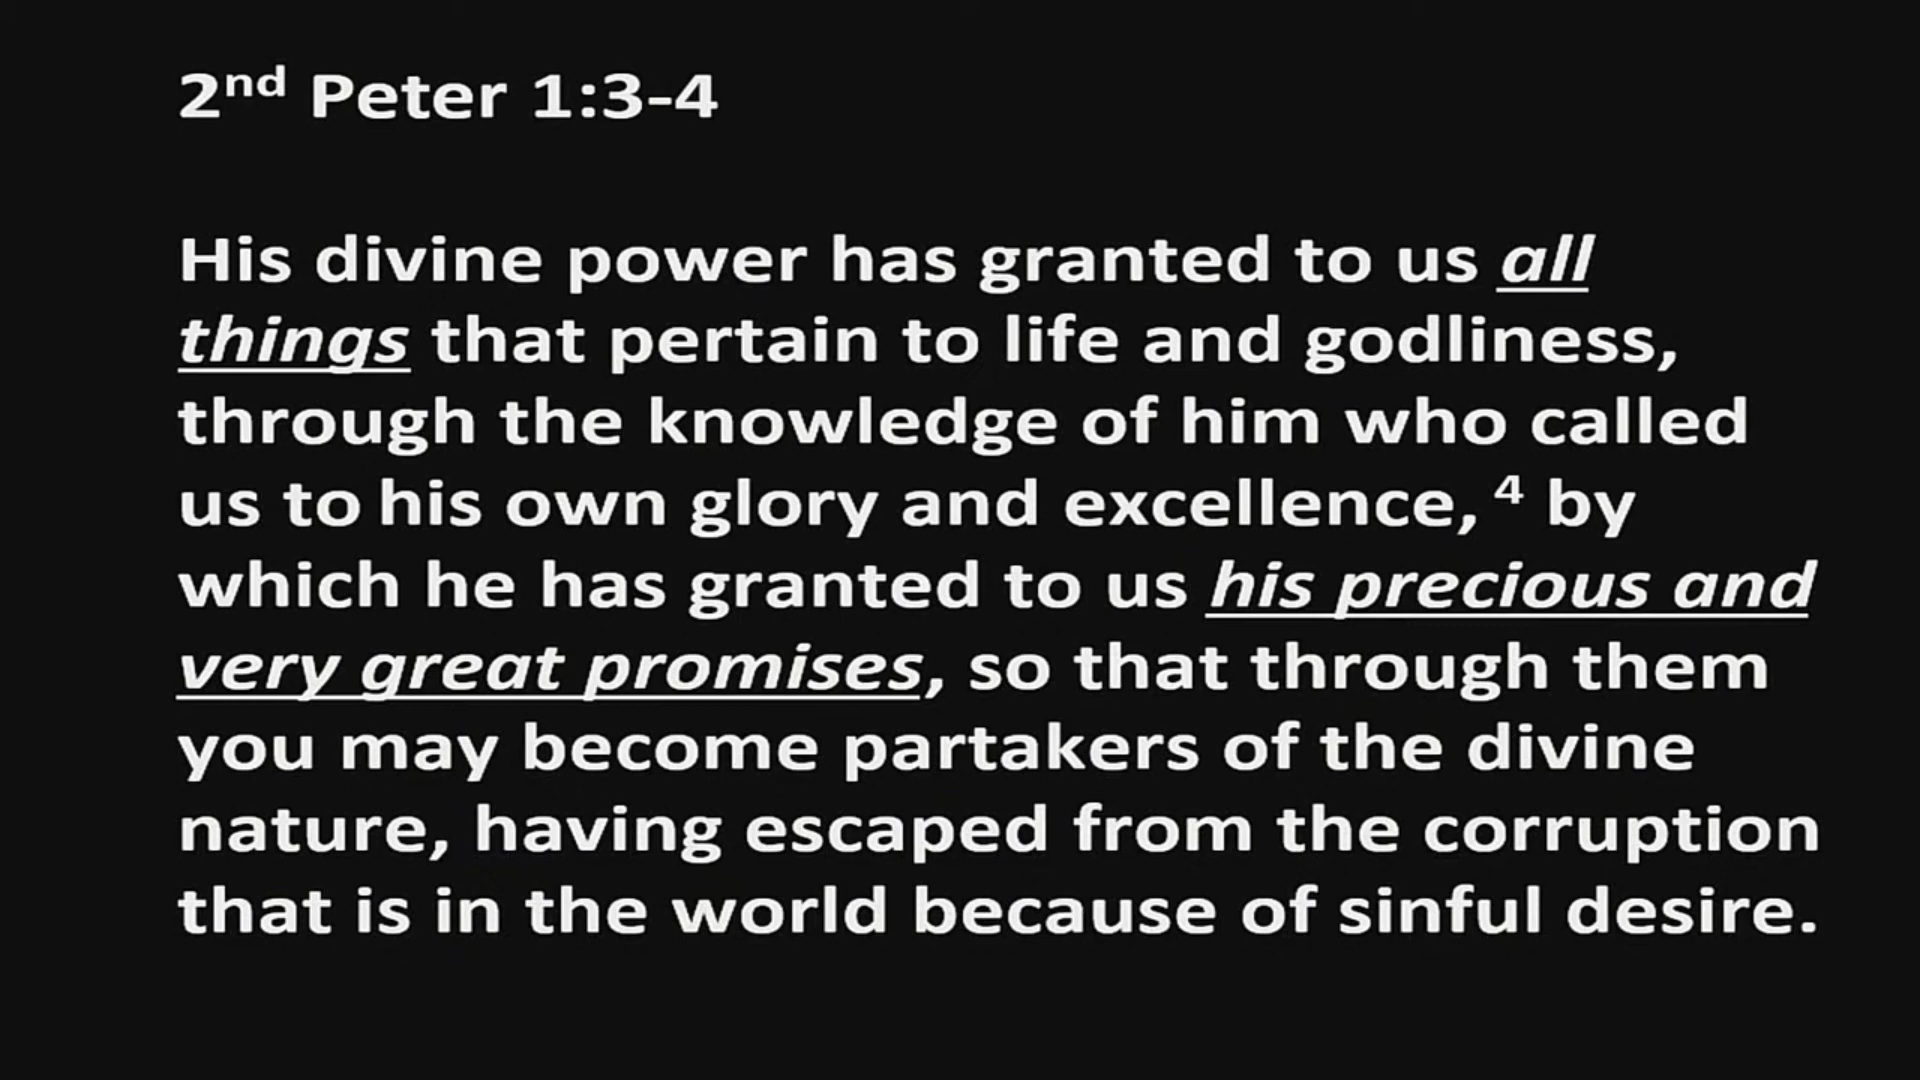 2nd Peter 1:3-4
His divine power has granted to us all
things that pertain to life and godliness,
through the knowledge of him who called
us to his own glory and excellence, 4 by
which he has granted to us his precious and
very great promises, so that through them
you may become partakers of the divine
nature, having escaped from the corruption
that is in the world because of sinful desire.